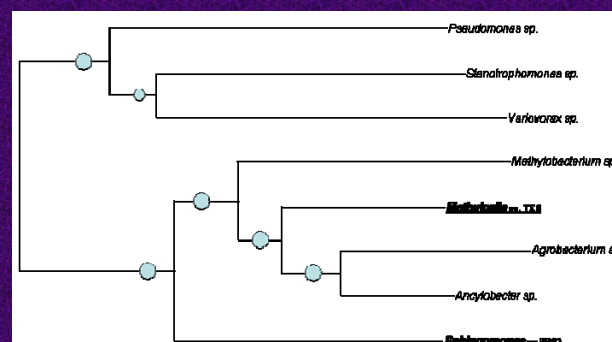 Pseudomonas sp.
Stenotrophomonas sp.
Variovorax sp.
Methylobacterium sp
Agrobacterium s
Ancylobacter sp.